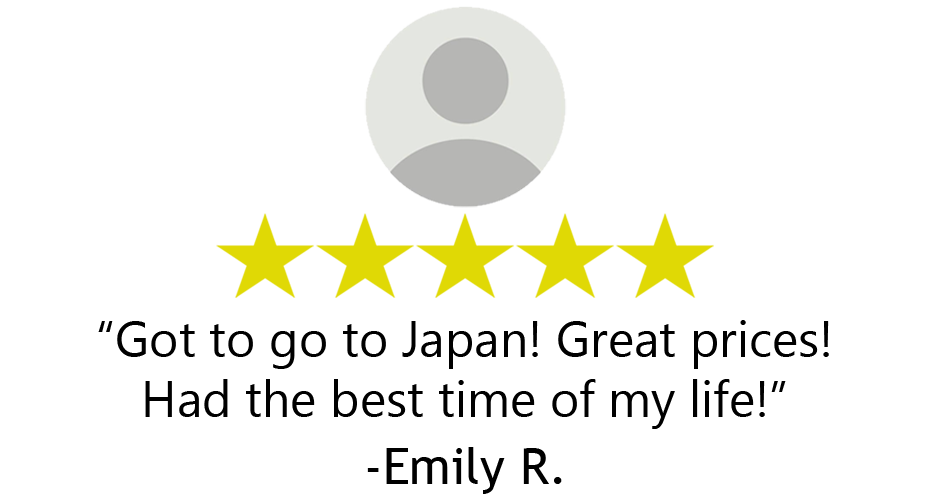 “Got to go to Japan! Great prices!
Had the best time of my life!”
-Emily R.